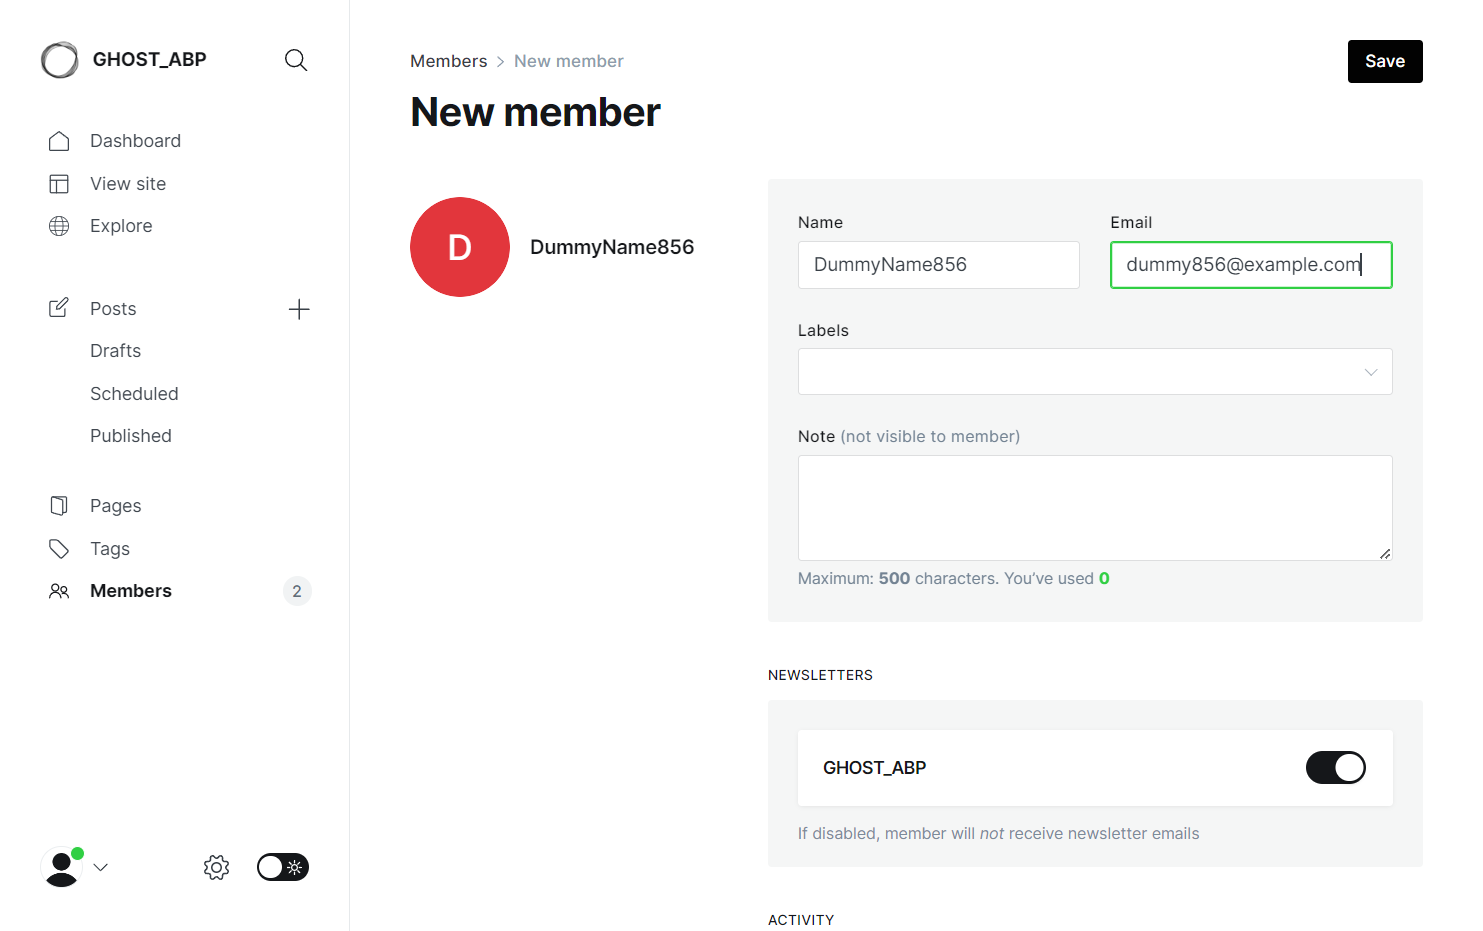 GHOST_ABP
Dashboard
View site
Explore
Posts
Drafts
Scheduled
Published
Pages
Tags
Members 2
Members > New member
Save
New member
D
DummyName856
Name
DummyName856
Email
dummy856@example.com
Labels
Note (not visible to member)
Maximum: 500 characters. You’ve used 0
NEWSLETTERS
GHOST_ABP
If disabled, member will not receive newsletter emails
ACTIVITY